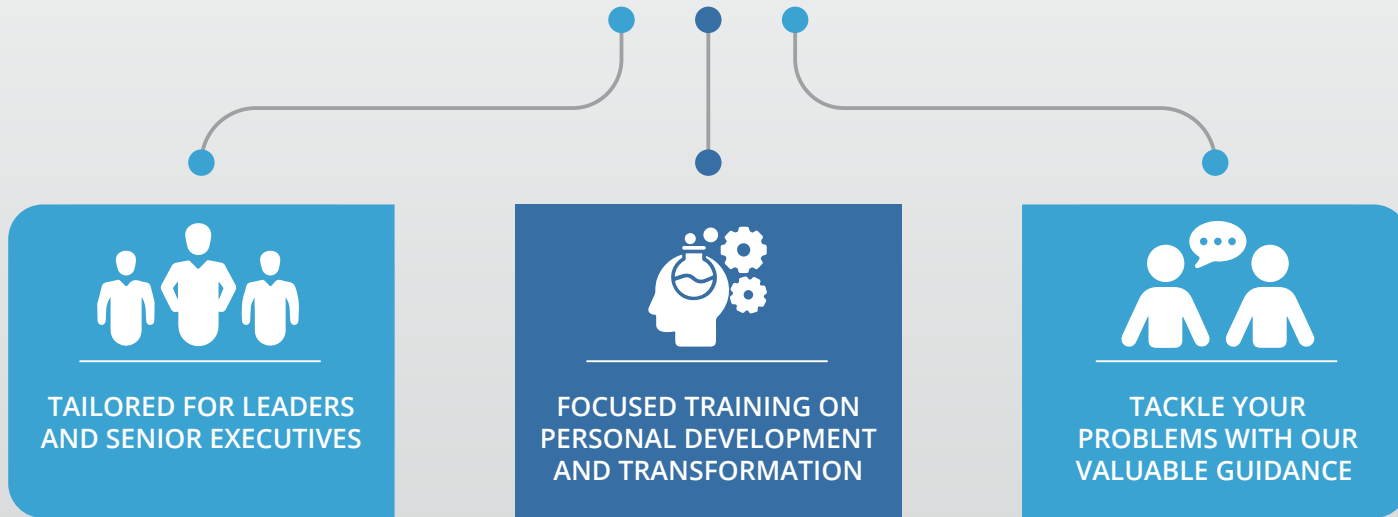 TAILORED FOR LEADERS
AND SENIOR EXECUTIVES
FOCUSED TRAINING ON
PERSONAL DEVELOPMENT
AND TRANSFORMATION
TACKLE YOUR
PROBLEMS WITH OUR
VALUABLE GUIDANCE